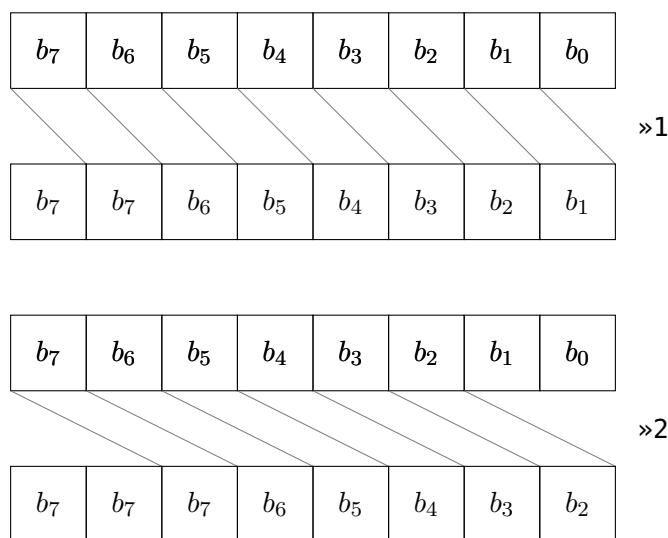 b₇ b₆ b₅ b₄ b₃ b₂ b₁ b₀
»1
b₇ b₇ b₆ b₅ b₄ b₃ b₂ b₁
b₇ b₆ b₅ b₄ b₃ b₂ b₁ b₀
»2
b₇ b₇ b₇ b₆ b₅ b₄ b₃ b₂